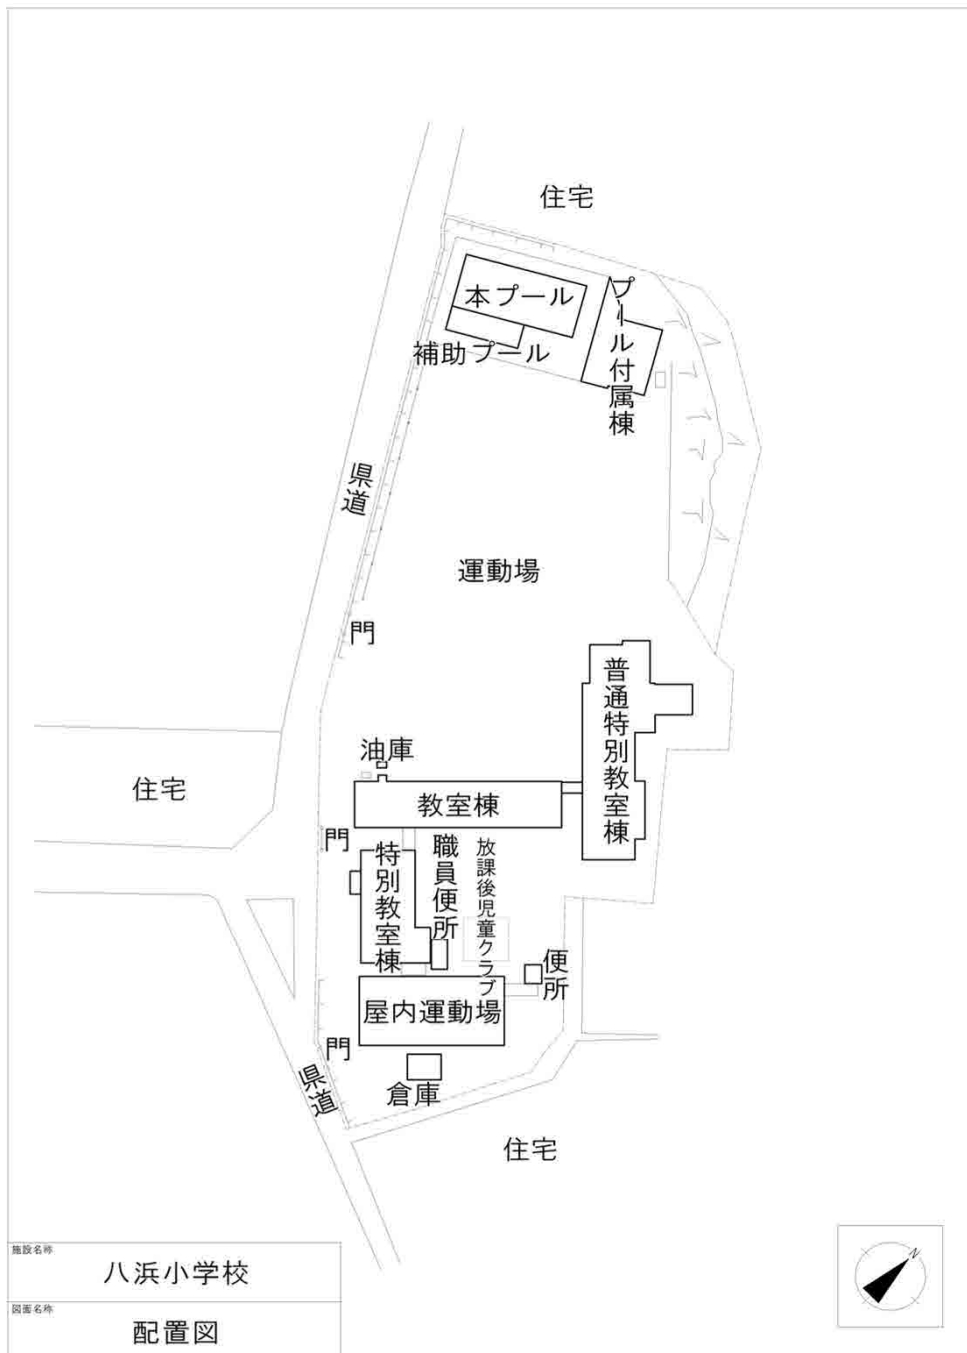 住宅
本プール
プール付属棟
補助プール
県道
運動場
門
普通特別教室棟
油庫
住宅
教室棟
門
特別教室棟
職員便所
放課後児童クラブ
便所
屋内運動場
門
県道
倉庫
住宅
N
施設名称
八浜小学校
図面名称
配置図